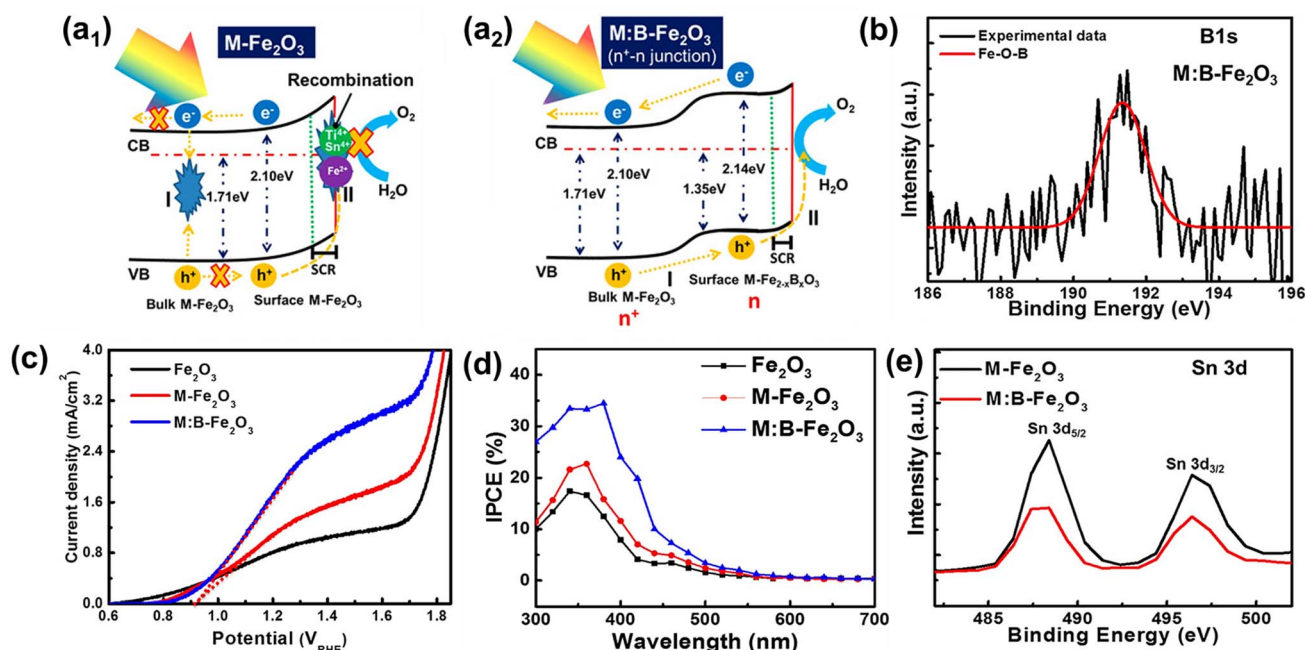 (a₁)
M-Fe₂O₃
Recombination
e⁻
e⁻
O₂
Ti⁴⁺
Sn⁴⁺
CB
Fe²⁺
I
1.71eV
2.10eV
H₂O
II
SCR
VB
h⁺
h⁺
Bulk M-Fe₂O₃
Surface M-Fe₂O₃
(a₂)
M:B-Fe₂O₃
(n⁺-n junction)
e⁻
e⁻
O₂
CB
1.71eV
2.10eV
1.35eV
2.14eV
H₂O
II
SCR
VB
h⁺
I
h⁺
Bulk M-Fe₂O₃
Surface M-Fe₂₋ₓBₓO₃
n⁺
n
(b)
Experimental data
Fe-O-B
B1s
M:B-Fe₂O₃
Intensity (a.u.)
186 188 190 192 194 196
Binding Energy (eV)
(c)
Fe₂O₃
M-Fe₂O₃
M:B-Fe₂O₃
Current density (mA/cm²)
4.0
3.2
2.4
1.6
0.8
0.0
0.6 0.8 1.0 1.2 1.4 1.6 1.8
Potential (V_RHE)
(d)
Fe₂O₃
M-Fe₂O₃
M:B-Fe₂O₃
IPCE (%)
40
30
20
10
0
300 400 500 600 700
Wavelength (nm)
(e)
M-Fe₂O₃
M:B-Fe₂O₃
Sn 3d
Sn 3d₅/₂
Sn 3d₃/₂
Intensity (a.u.)
485 490 495 500
Binding Energy (eV)